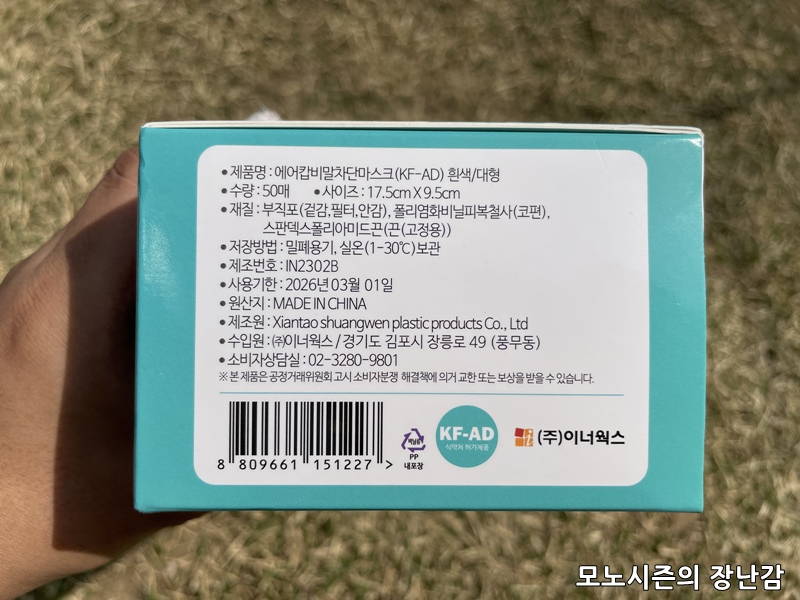 • 제품명 : 에어캅비말차단마스크(KF-AD) 흰색/대형
• 수량 : 50매 • 사이즈 : 17.5cm X 9.5cm
• 재질 : 부직포(겉감,필터,안감), 폴리염화비닐피복철사(코편),
스판덱스폴리아미드끈(끈(고정용))
• 저장방법 : 밀폐용기, 실온(1-30℃)보관
• 제조번호 : IN2302B
• 사용기한 : 2026년 03월 01일
• 원산지 : MADE IN CHINA
• 제조원 : Xiantao shuangwen plastic products Co., Ltd
• 수입원 : ㈜이너웍스 / 경기도 김포시 장릉로 49 (풍무동)
• 소비자상담실 : 02-3280-9801
※ 본 제품은 공정거래위원회 고시 소비자분쟁 해결책에 의거 교환 또는 보상을 받을 수 있습니다.
8 809661 151227 >
비닐류
PP
내포장
KF-AD
식약처 허가제품
(주)이너웍스
모노시즌의 장난감